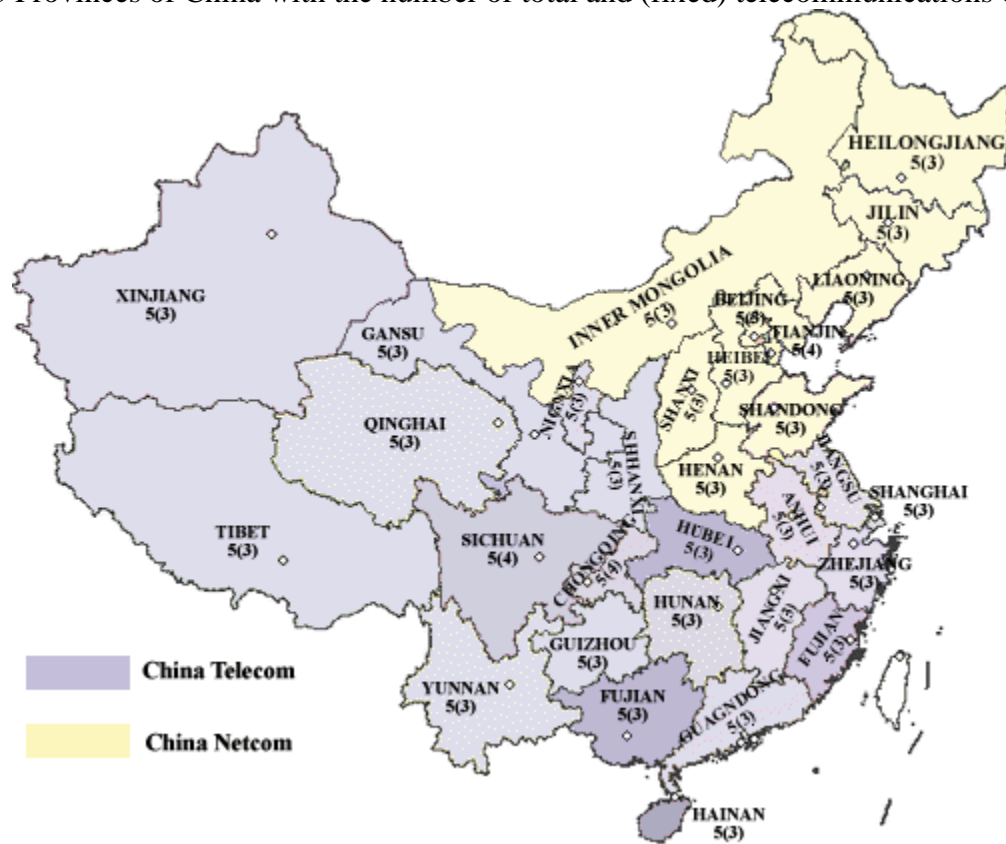 Provinces of China with the number of total and (fixed) telecommunications
HEILONGJIANG
5(3)
JILIN
5(3)
LIAONING
5(3)
INNER MONGOLIA
5(3)
BEIJING
5(3)
TIANJIN
5(4)
HEIBEI
5(3)
SHANXI
5(3)
SHANDONG
5(3)
HENAN
5(3)
XINJIANG
5(3)
GANSU
5(3)
NIGNXIA
5(3)
QINGHAI
5(3)
SHHANXI
5(3)
JIANGSU
5(3)
SHANGHAI
5(3)
ANHUI
5(3)
TIBET
5(3)
SICHUAN
5(4)
CHONGQING
5(4)
HUBEI
5(3)
ZHEJIANG
5(3)
HUNAN
5(3)
JIANGXI
5(3)
FUJIAN
5(3)
GUIZHOU
5(3)
YUNNAN
5(3)
FUJIAN
5(3)
GUAGNDONG
5(3)
HAINAN
5(3)
China Telecom
China Netcom